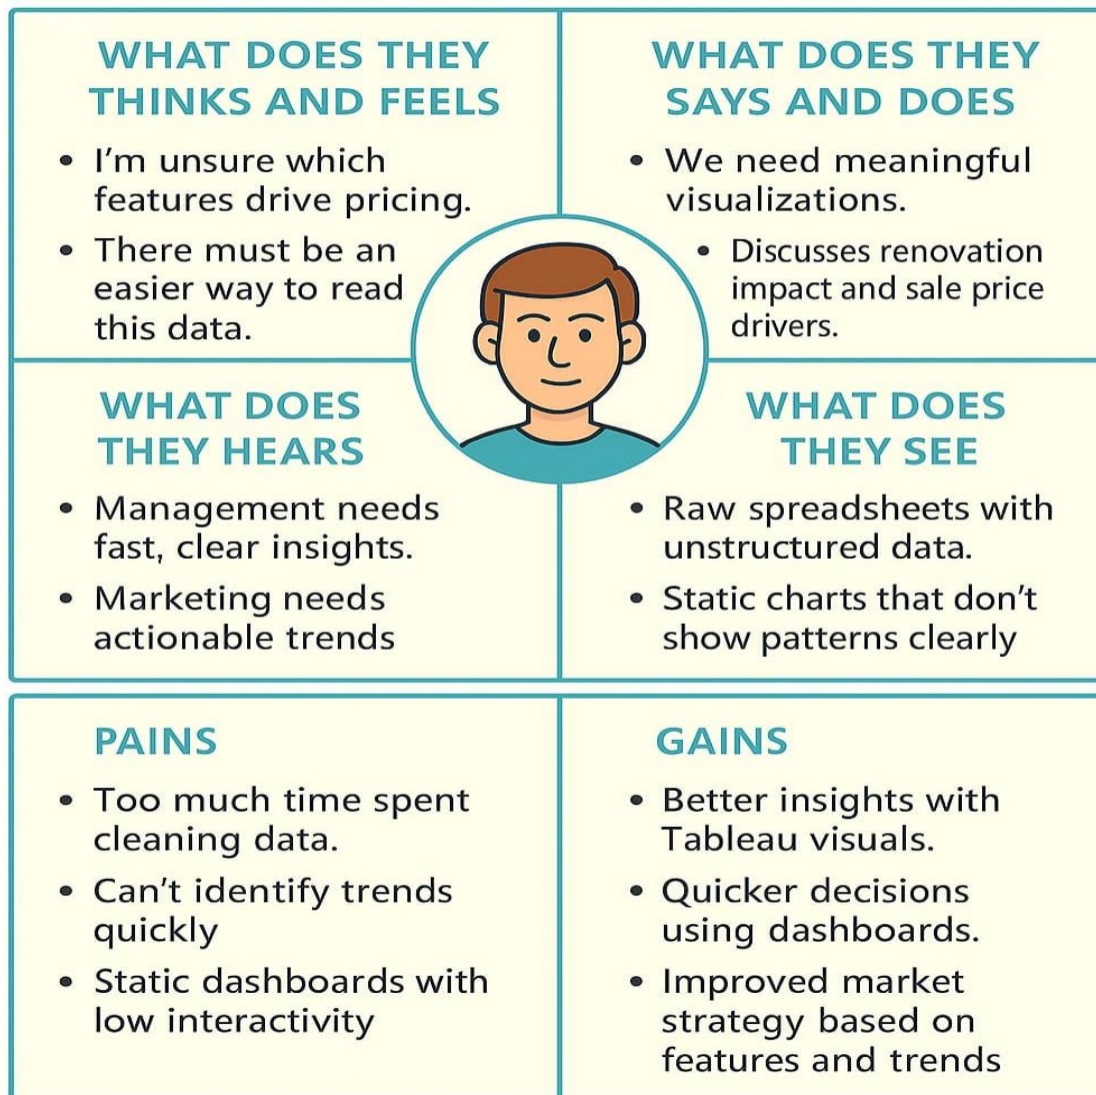 WHAT DOES THEY
THINKS AND FEELS
• I'm unsure which
features drive pricing.
• There must be an
easier way to read
this data.
WHAT DOES THEY
SAYS AND DOES
• We need meaningful
visualizations.
• Discusses renovation
impact and sale price
drivers.
WHAT DOES
THEY HEARS
• Management needs
fast, clear insights.
• Marketing needs
actionable trends
WHAT DOES
THEY SEE
• Raw spreadsheets with
unstructured data.
• Static charts that don't
show patterns clearly
PAINS
• Too much time spent
cleaning data.
• Can't identify trends
quickly
• Static dashboards with
low interactivity
GAINS
• Better insights with
Tableau visuals.
• Quicker decisions
using dashboards.
• Improved market
strategy based on
features and trends